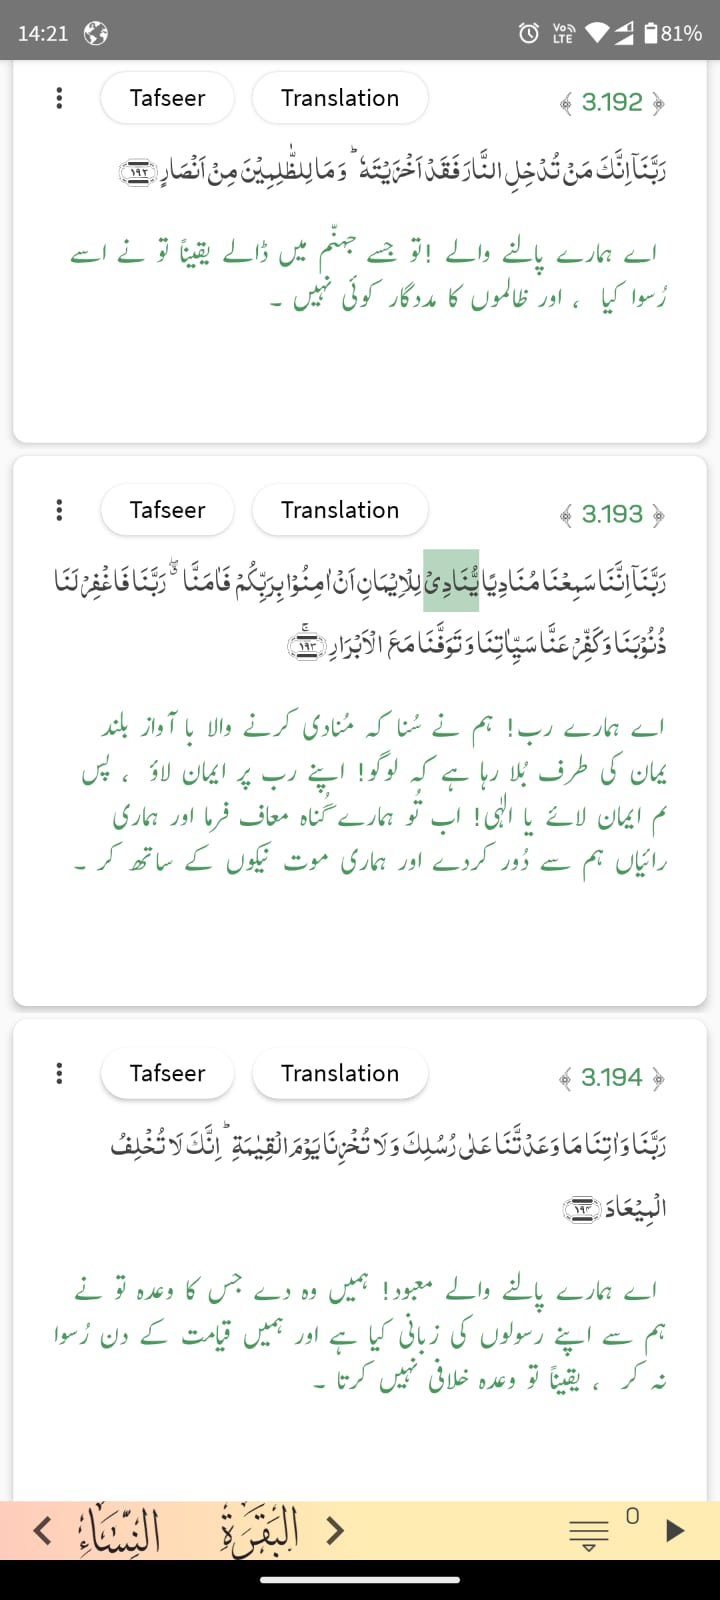 14:21 VoLTE 81%
Tafseer Translation 3.192
رَبَّنَاۤ اِنَّكَ مَنْ تُدْخِلِ النَّارَ فَقَدْ اَخْزَيْتَهٗ ؕ وَمَا لِلظّٰلِمِيْنَ مِنْ اَنْصَارٍ ۱۹۲
اے ہمارے پالنے والے !تو جسے جہنّم میں ڈالے یقیناً تو نے اسے
رُسوا کیا ، اور ظالموں کا مددگار کوئی نہیں ۔
Tafseer Translation 3.193
رَبَّنَاۤ اِنَّنَا سَمِعْنَا مُنَادِيًا يُّنَادِىْ لِلْاِيْمَانِ اَنْ اٰمِنُوْا بِرَبِّكُمْ فَاٰمَنَّا ۖۗ رَبَّنَا فَاغْفِرْ لَنَا
ذُنُوْبَنَا وَكَفِّرْ عَنَّا سَيِّاٰتِنَا وَتَوَفَّنَا مَعَ الْاَبْرَارِ ۚ ۱۹۳
اے ہمارے رب! ہم نے سُنا کہ مُنادی کرنے والا با آواز بلند
یمان کی طرف بُلا رہا ہے کہ لوگو! اپنے رب پر ایمان لاؤ ، پس
م ایمان لائے یا الٰہی! اب تُو ہمارے گناہ معاف فرما اور ہماری
رائیاں ہم سے دُور کردے اور ہماری موت نیکوں کے ساتھ کر ۔
Tafseer Translation 3.194
رَبَّنَا وَاٰتِنَا مَا وَعَدْتَّنَا عَلٰى رُسُلِكَ وَلَا تُخْزِنَا يَوْمَ الْقِيٰمَةِ ؕ اِنَّكَ لَا تُخْلِفُ
الْمِيْعَادَ ۱۹۴
اے ہمارے پالنے والے معبود! ہمیں وہ دے جس کا وعدہ تو نے
ہم سے اپنے رسولوں کی زبانی کیا ہے اور ہمیں قیامت کے دن رُسوا
نہ کر ، یقیناً تو وعدہ خلافی نہیں کرتا ۔
النِّسَاء البَقَرَة 0